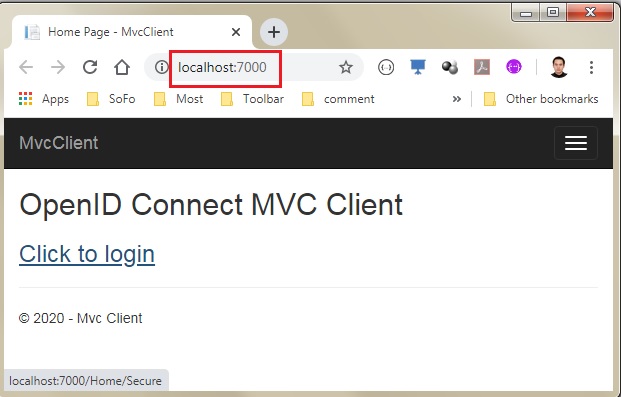 Home Page - MvcClient
localhost:7000
Apps SoFo Most Toolbar comment » Other bookmarks
MvcClient
OpenID Connect MVC Client
Click to login
© 2020 - Mvc Client
localhost:7000/Home/Secure